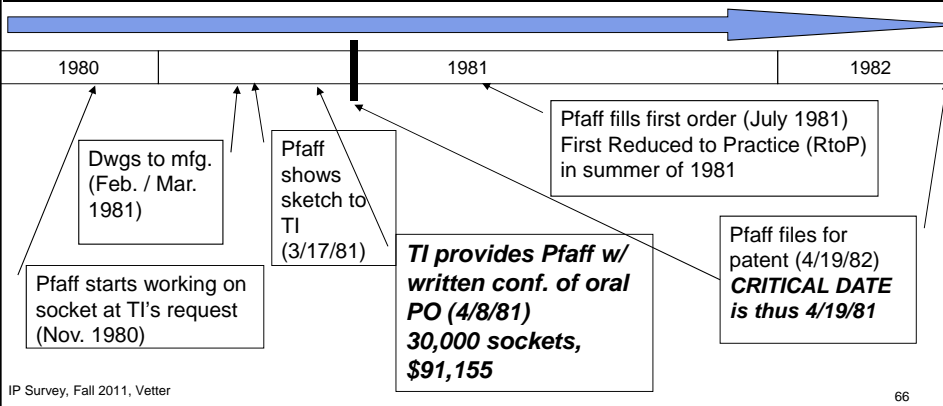 1980
1981
1982
Dwgs to mfg.
(Feb. / Mar.
1981)
Pfaff
shows
sketch to
TI
(3/17/81)
Pfaff fills first order (July 1981)
First Reduced to Practice (RtoP)
in summer of 1981
Pfaff starts working on
socket at TI's request
(Nov. 1980)
TI provides Pfaff w/
written conf. of oral
PO (4/8/81)
30,000 sockets,
$91,155
Pfaff files for
patent (4/19/82)
CRITICAL DATE
is thus 4/19/81
IP Survey, Fall 2011, Vetter
66